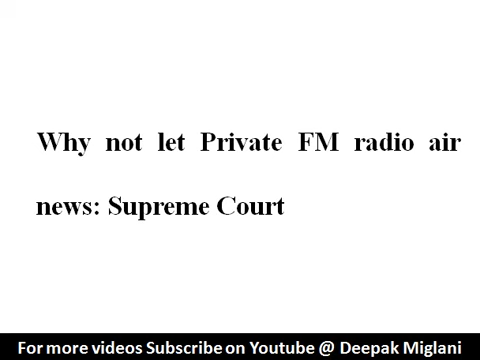 Why not let Private FM radio air
news: Supreme Court
For more videos Subscribe on Youtube @ Deepak Miglani